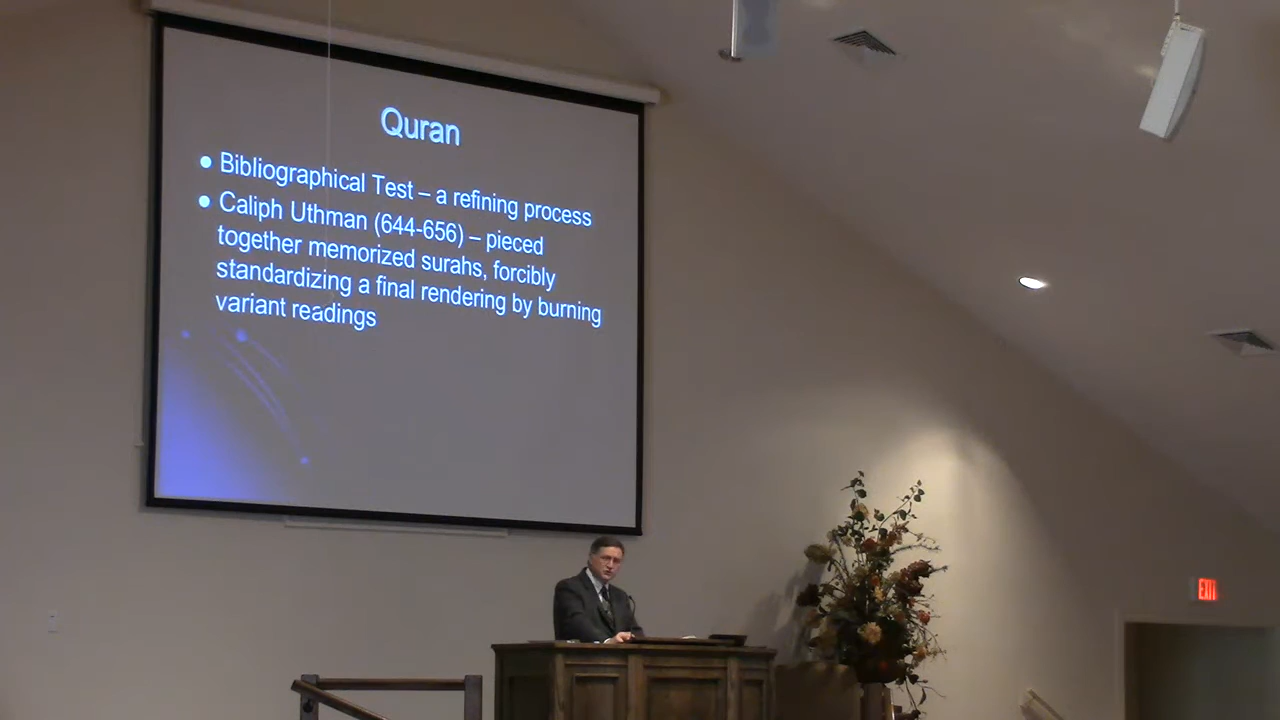 Quran
● Bibliographical Test – a refining process
● Caliph Uthman (644-656) – pieced
together memorized surahs, forcibly
standardizing a final rendering by burning
variant readings
EXIT